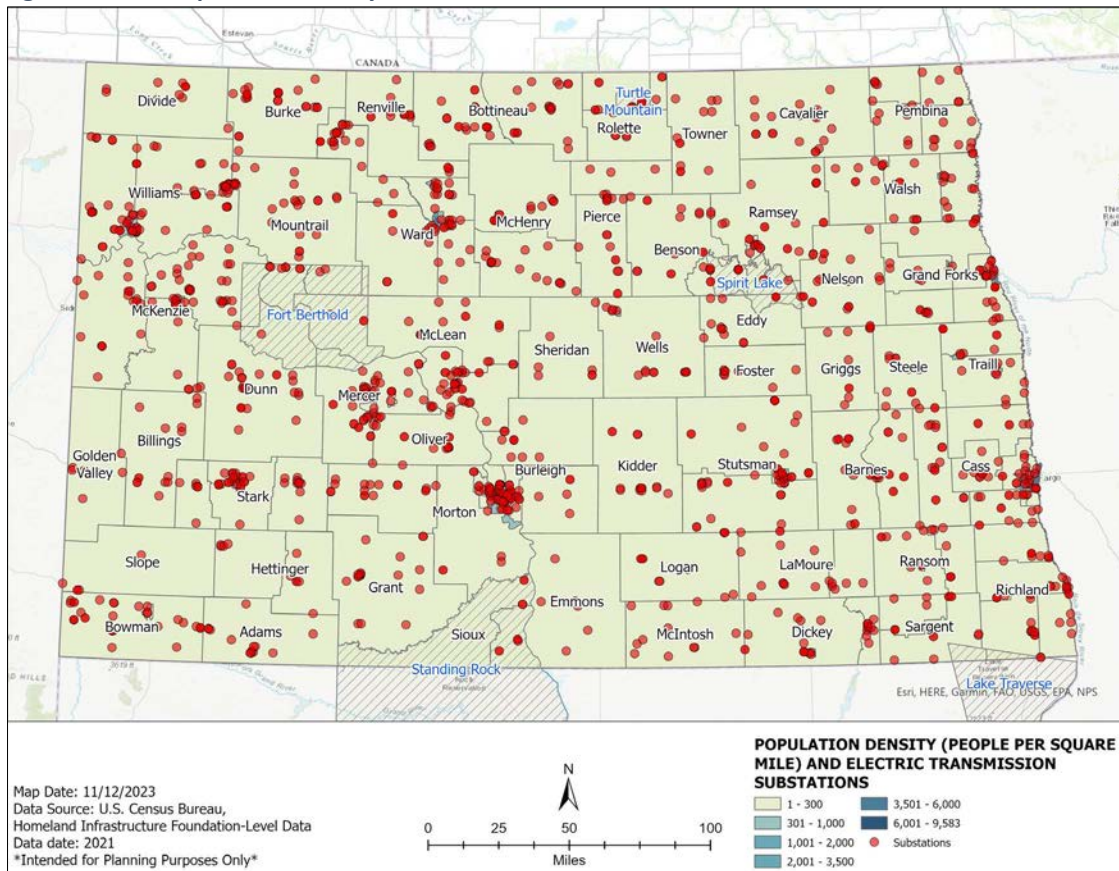 Estevan
CANADA
Divide
Burke
Renville
Bottineau
Turtle
Mountain
Rolette
Towner
Cavalier
Pembina
Williams
Mountrail
Ward
McHenry
Pierce
Ramsey
Walsh
Benson
Spirit Lake
Nelson
Grand Forks
McKenzie
Fort Berthold
McLean
Sheridan
Wells
Eddy
Foster
Griggs
Steele
Traill
Dunn
Mercer
Oliver
Billings
Golden
Valley
Stark
Morton
Burleigh
Kidder
Stutsman
Barnes
Cass
Slope
Hettinger
Grant
Logan
LaMoure
Ransom
Richland
Bowman
Adams
Sioux
Emmons
McIntosh
Dickey
Sargent
Standing Rock
Reservation
Lake Traverse
Esri, HERE, Garmin, FAO, USGS, EPA, NPS
Map Date: 11/12/2023
Data Source: U.S. Census Bureau,
Homeland Infrastructure Foundation-Level Data
Data date: 2021
*Intended for Planning Purposes Only*
N
0 25 50 100
Miles
POPULATION DENSITY (PEOPLE PER SQUARE
MILE) AND ELECTRIC TRANSMISSION
SUBSTATIONS
1 - 300
301 - 1,000
1,001 - 2,000
2,001 - 3,500
3,501 - 6,000
6,001 - 9,583
Substations